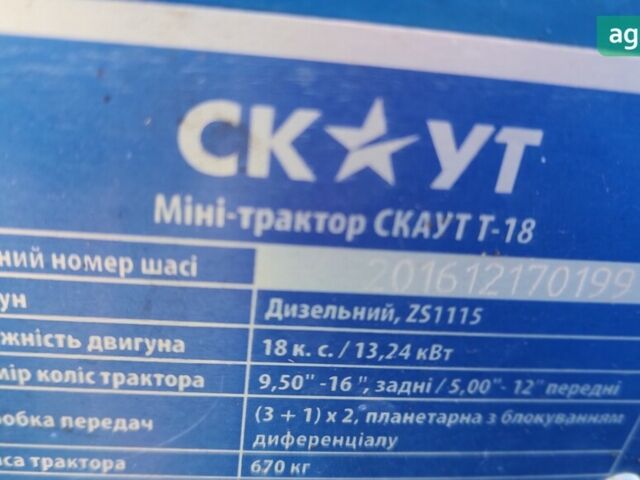 ag
СК УТ
Міні-трактор СКАУТ Т-18
ний номер шасі 201612170199
ун Дизельний, ZS1115
жність двигуна 18 к. с. / 13,24 кВт
мір коліс трактора 9,50"-16", задні / 5,00"- 12" передні
обка передач (3 + 1) x 2, планетарна з блокуванням
диференціалу
аса трактора 670 кг